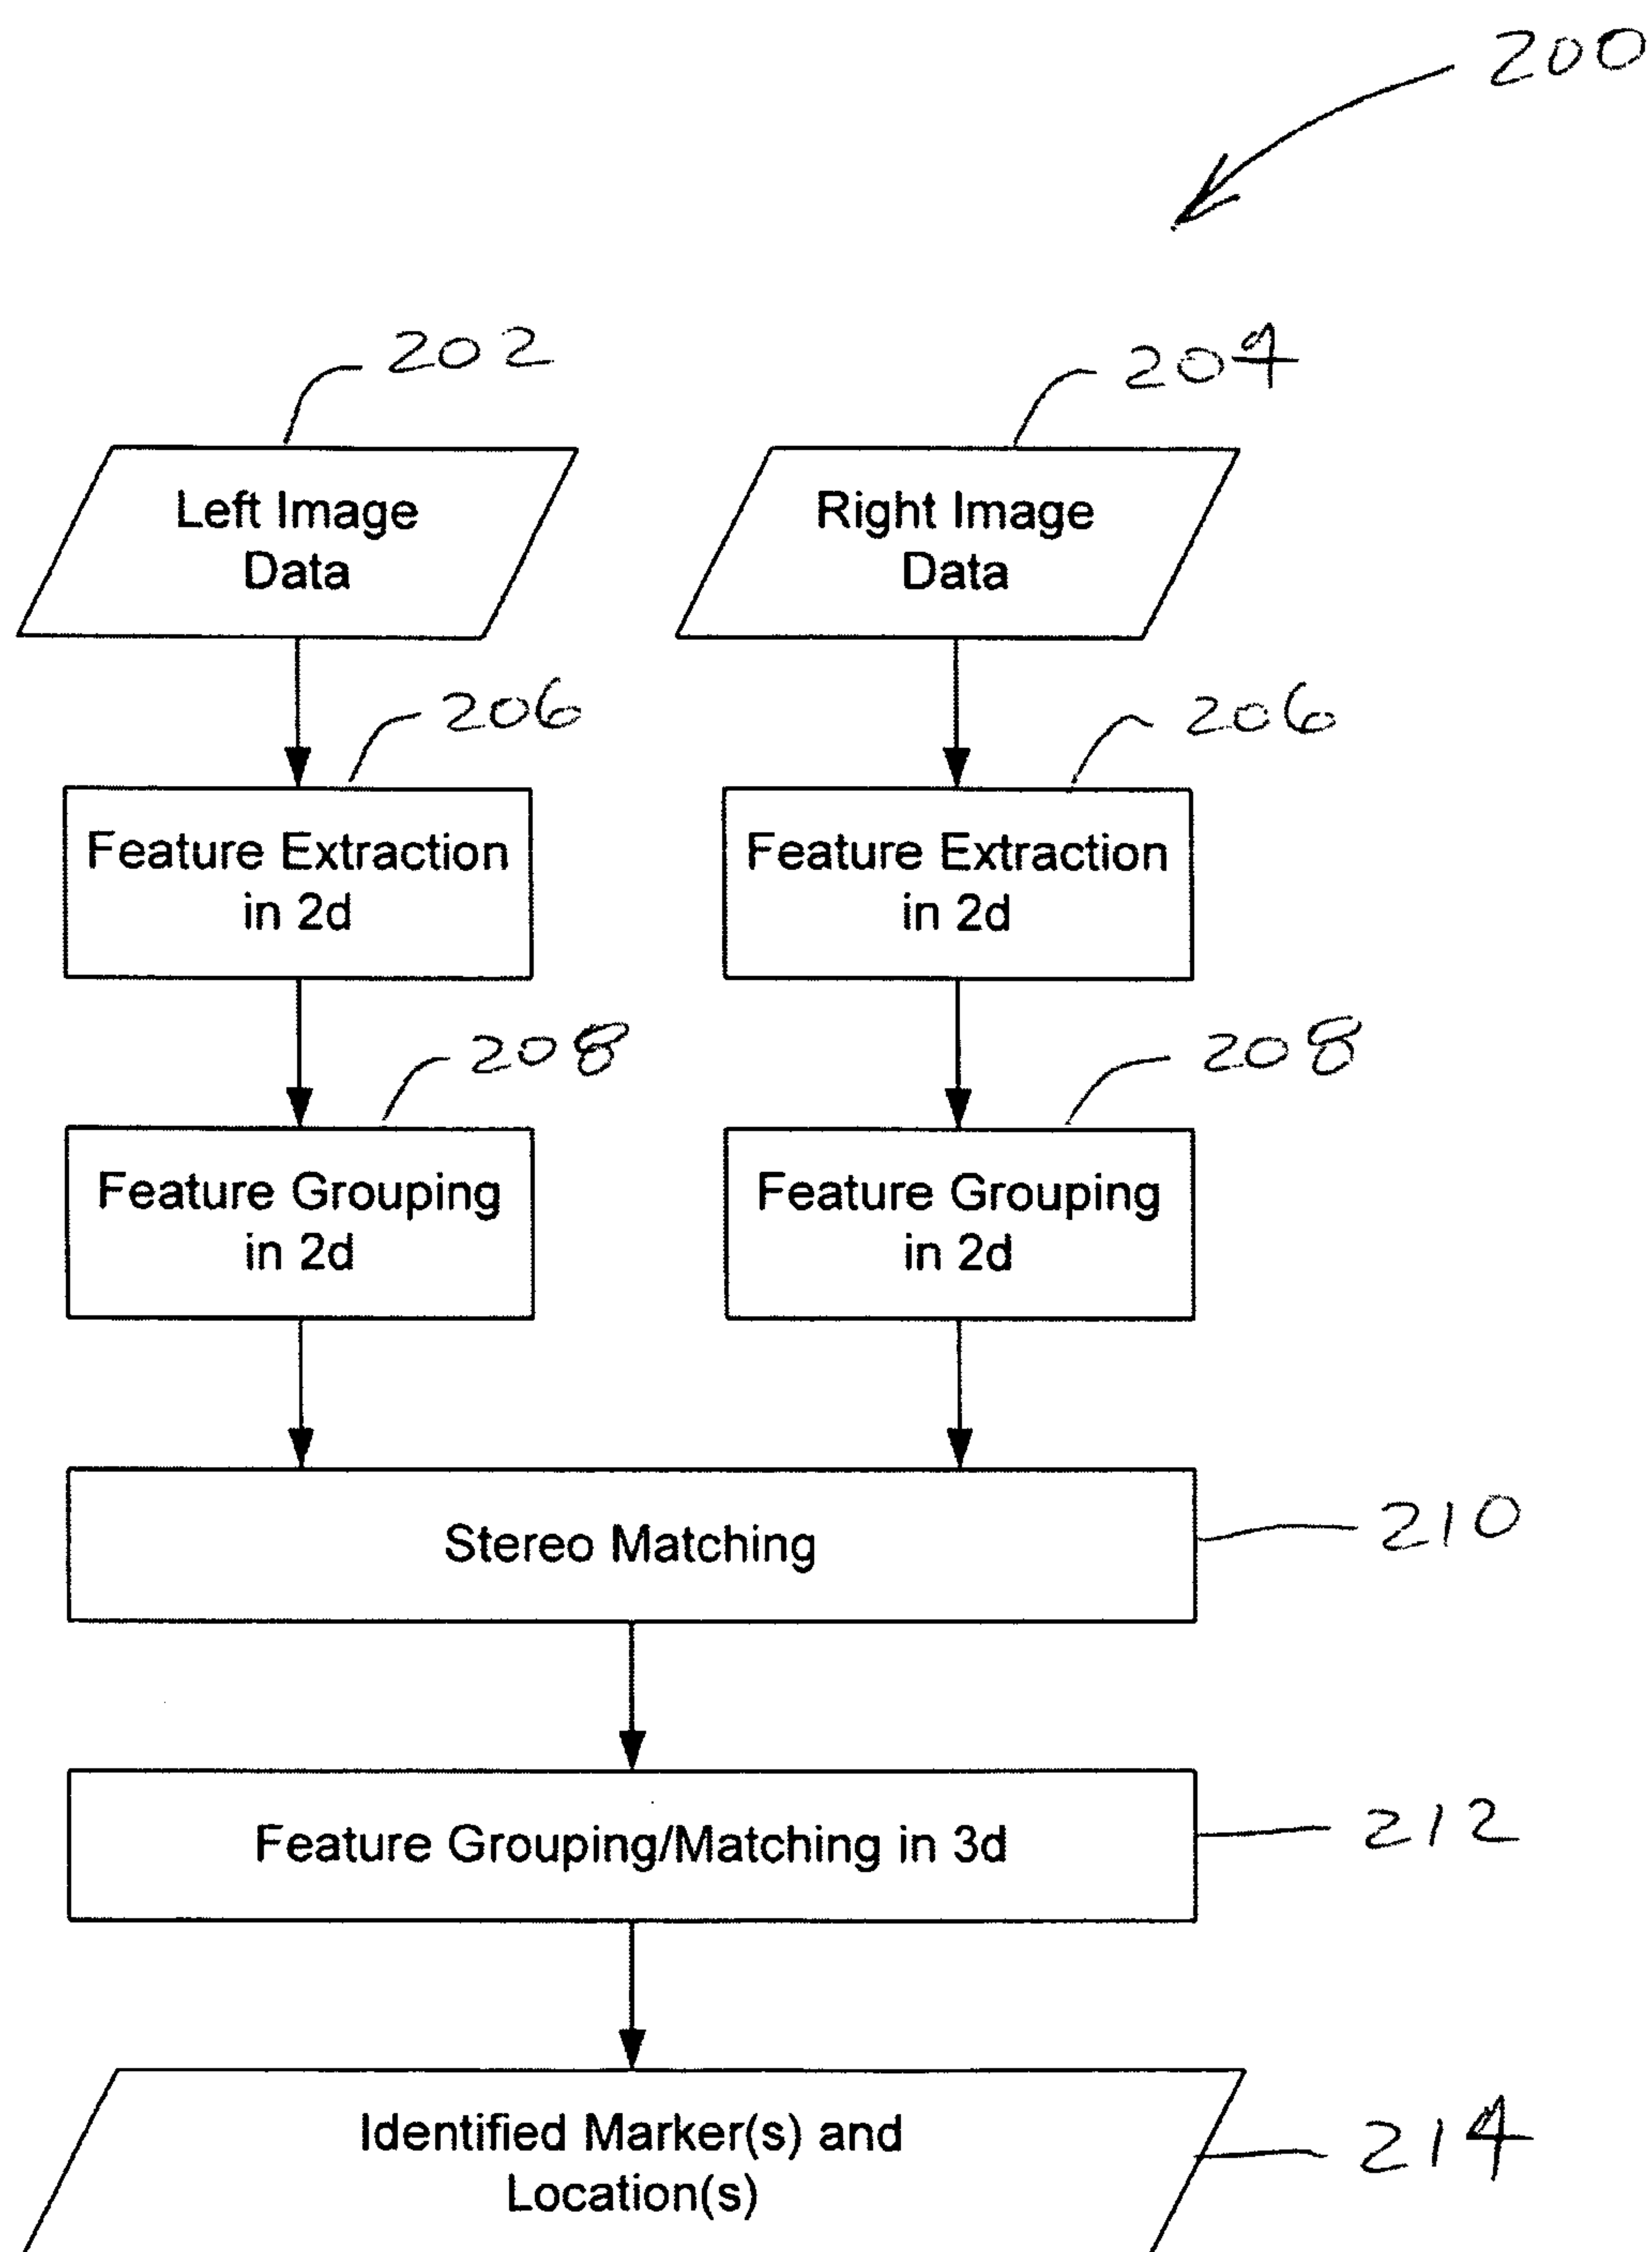 200
202
204
Left Image
Data
Right Image
Data
206
206
Feature Extraction
in 2d
Feature Extraction
in 2d
208
208
Feature Grouping
in 2d
Feature Grouping
in 2d
Stereo Matching
210
Feature Grouping/Matching in 3d
212
Identified Marker(s) and
Location(s)
214